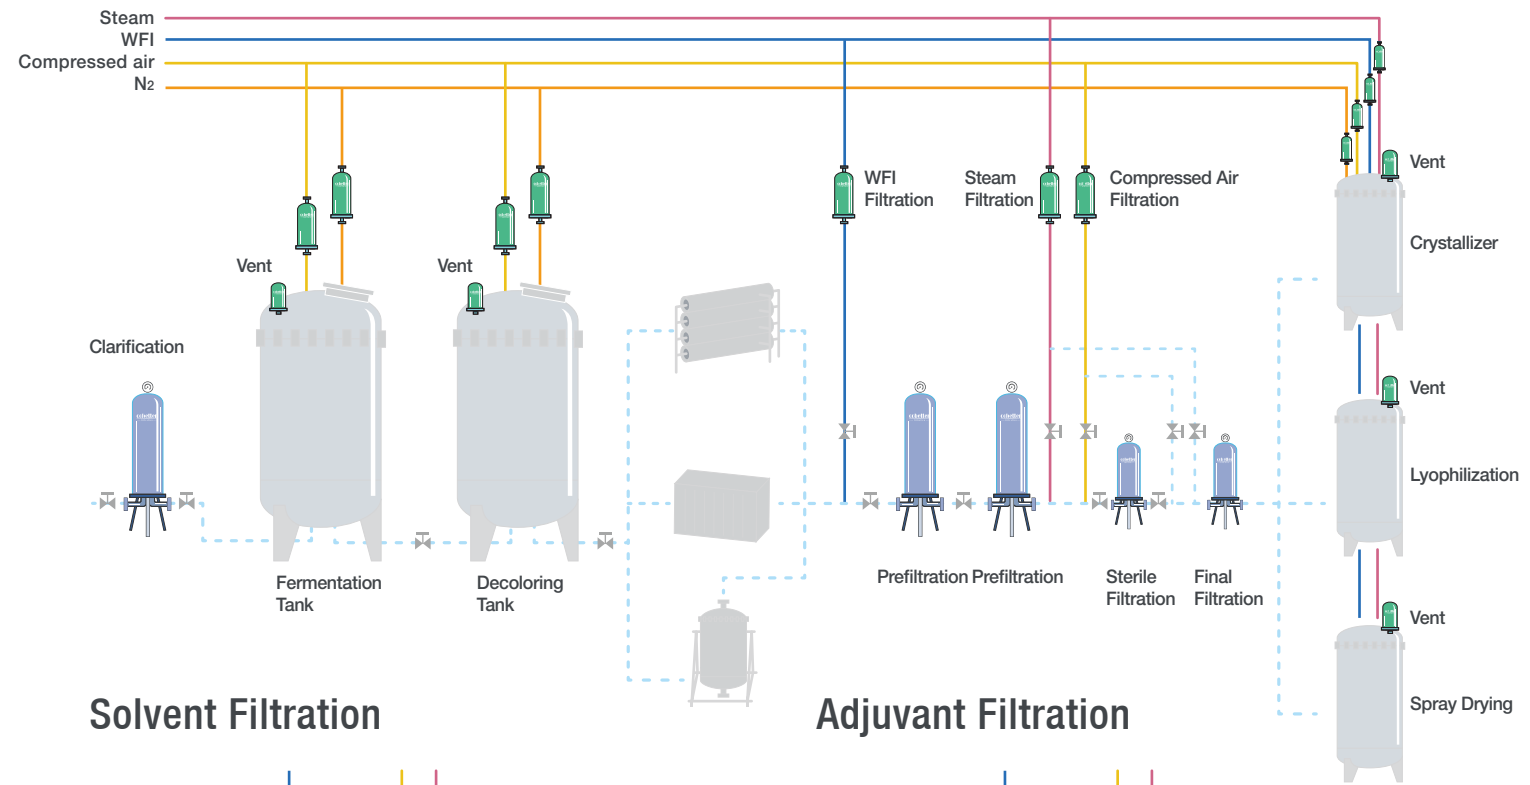 Steam
WFI
Compressed air
N2
Vent
WFI
Filtration
Steam
Filtration
Compressed Air
Filtration
Crystallizer
Vent
Vent
Clarification
Vent
Lyophilization
Fermentation
Tank
Decoloring
Tank
Prefiltration
Prefiltration
Sterile
Filtration
Final
Filtration
Vent
Spray Drying
Solvent Filtration
Adjuvant Filtration